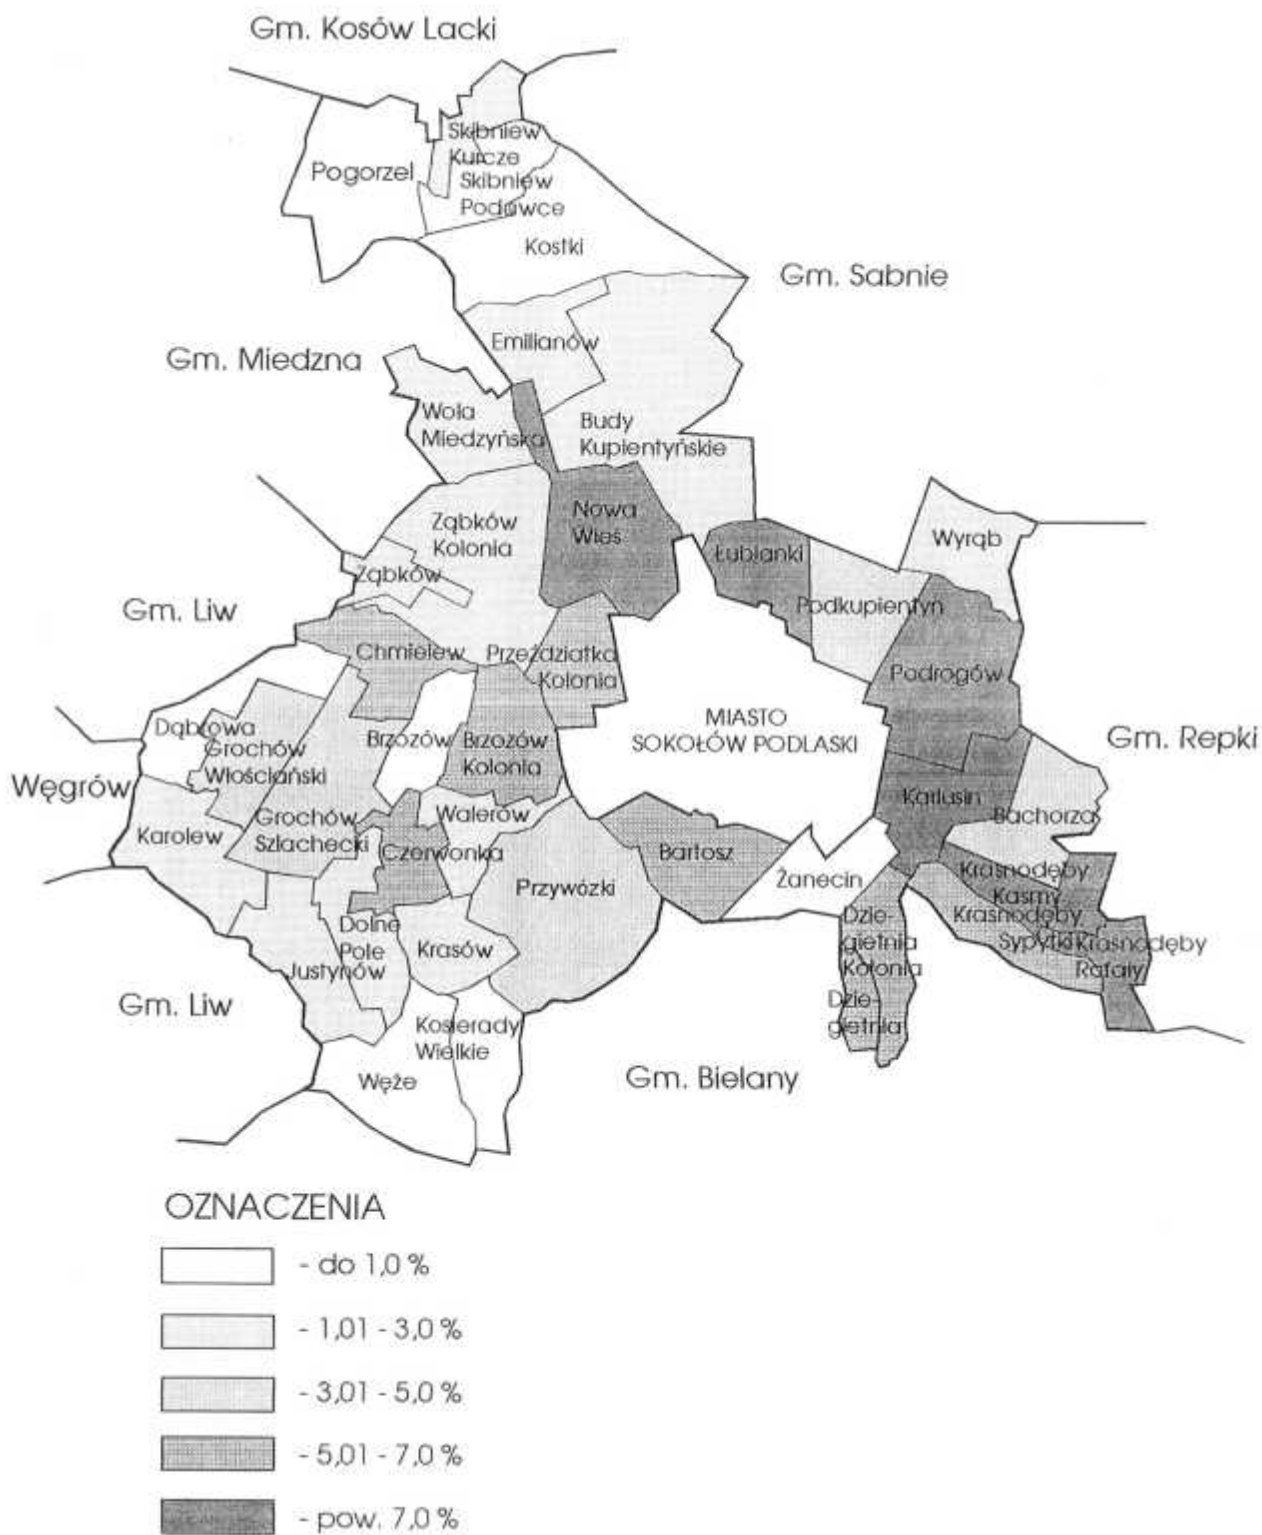 Gm. Kosów Lacki
Skibniew
Kurcze
Pogorzel
Skibniew
Podawce
Kostki
Gm. Sabnie
Emilianów
Gm. Miedzna
Wola
Miedzyńska
Budy
Kupientyńskie
Ząbków
Kolonia
Nowa
Wieś
Łubianki
Wyrąb
Ząbków
Podkupientyn
Gm. Liw
Chmielew
Przeździatka
Kolonia
Podrogów
Dąbrowa
Grochów
Włościański
Brzozów
Brzozów
Kolonia
MIASTO
SOKOŁÓW PODLASKI
Gm. Repki
Węgrów
Karolew
Grochów
Szlachecki
Walerów
Czerwonka
Karlusin
Bachorza
Bartosz
Żanecin
Przywózki
Krasnodęby
Kasmy
Krasnodęby
Sypytki
Krasnodęby
Rafały
Dolne
Pole
Krasów
Justynów
Dzie-
gietnia
Kolonia
Dzie-
gietnia
Gm. Liw
Kosierady
Wielkie
Węże
Gm. Bielany
OZNACZENIA
- do 1,0 %
- 1,01 - 3,0 %
- 3,01 - 5,0 %
- 5,01 - 7,0 %
- pow. 7,0 %